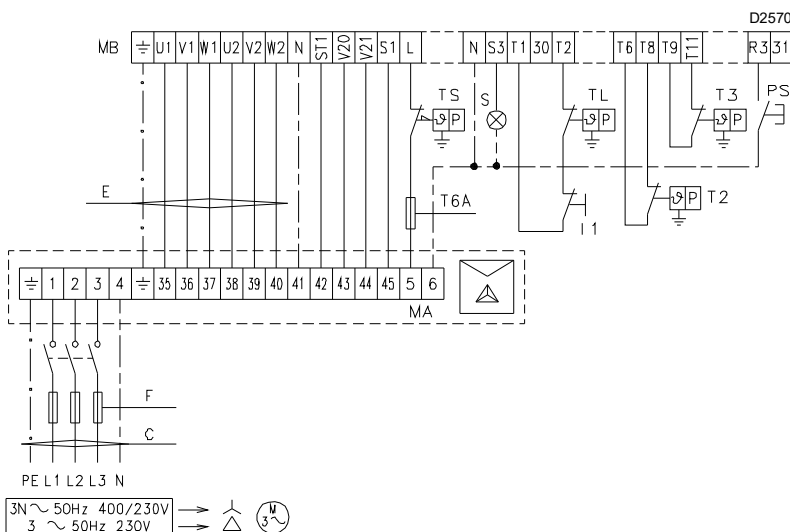 D2570
MB ⏚ U1 V1 W1 U2 V2 W2 N ST1 V20 V21 S1 L N S3 T1 30 T2 T6 T8 T9 T11 R3 31
TS S TL T3 PS
ϑ P ϑ P ϑ P
E T6A I1 ϑ P T2
⏚ 1 2 3 4 ⏚ 35 36 37 38 39 40 41 42 43 44 45 5 6
MA
F
C
PE L1 L2 L3 N
3N ~ 50Hz 400/230V
3 ~ 50Hz 230V
M
3~